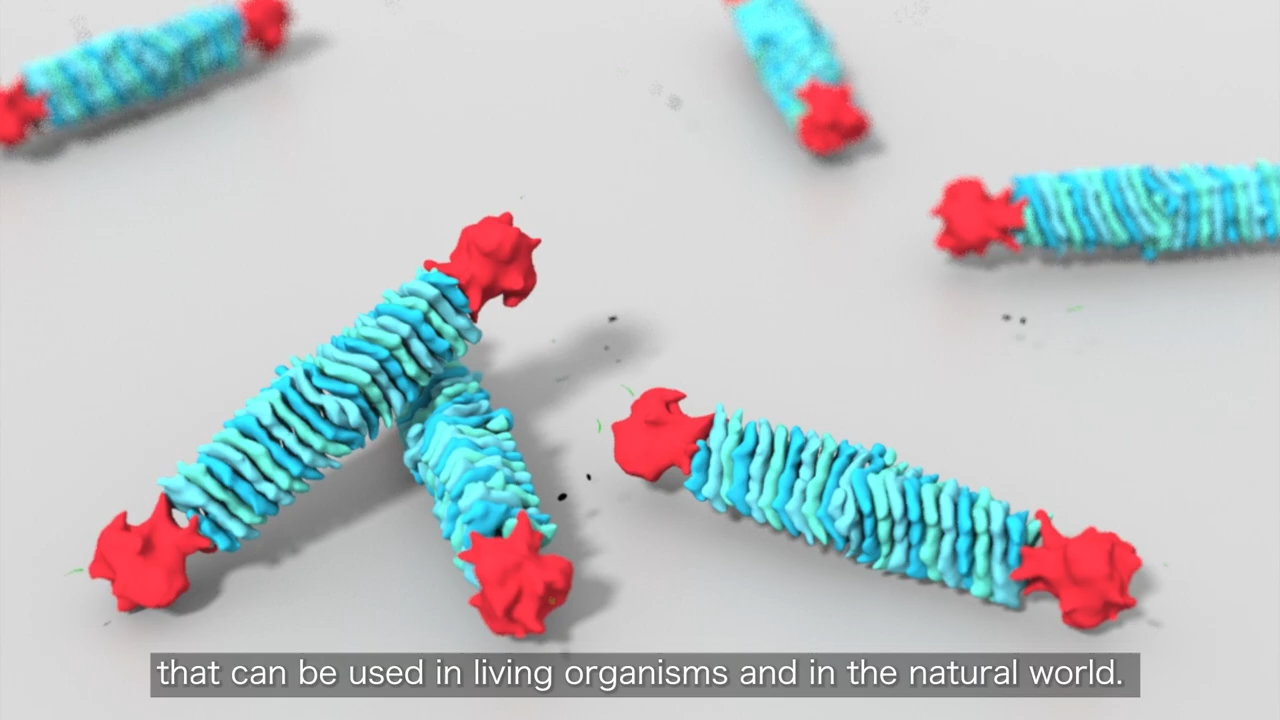 that can be used in living organisms and in the natural world.